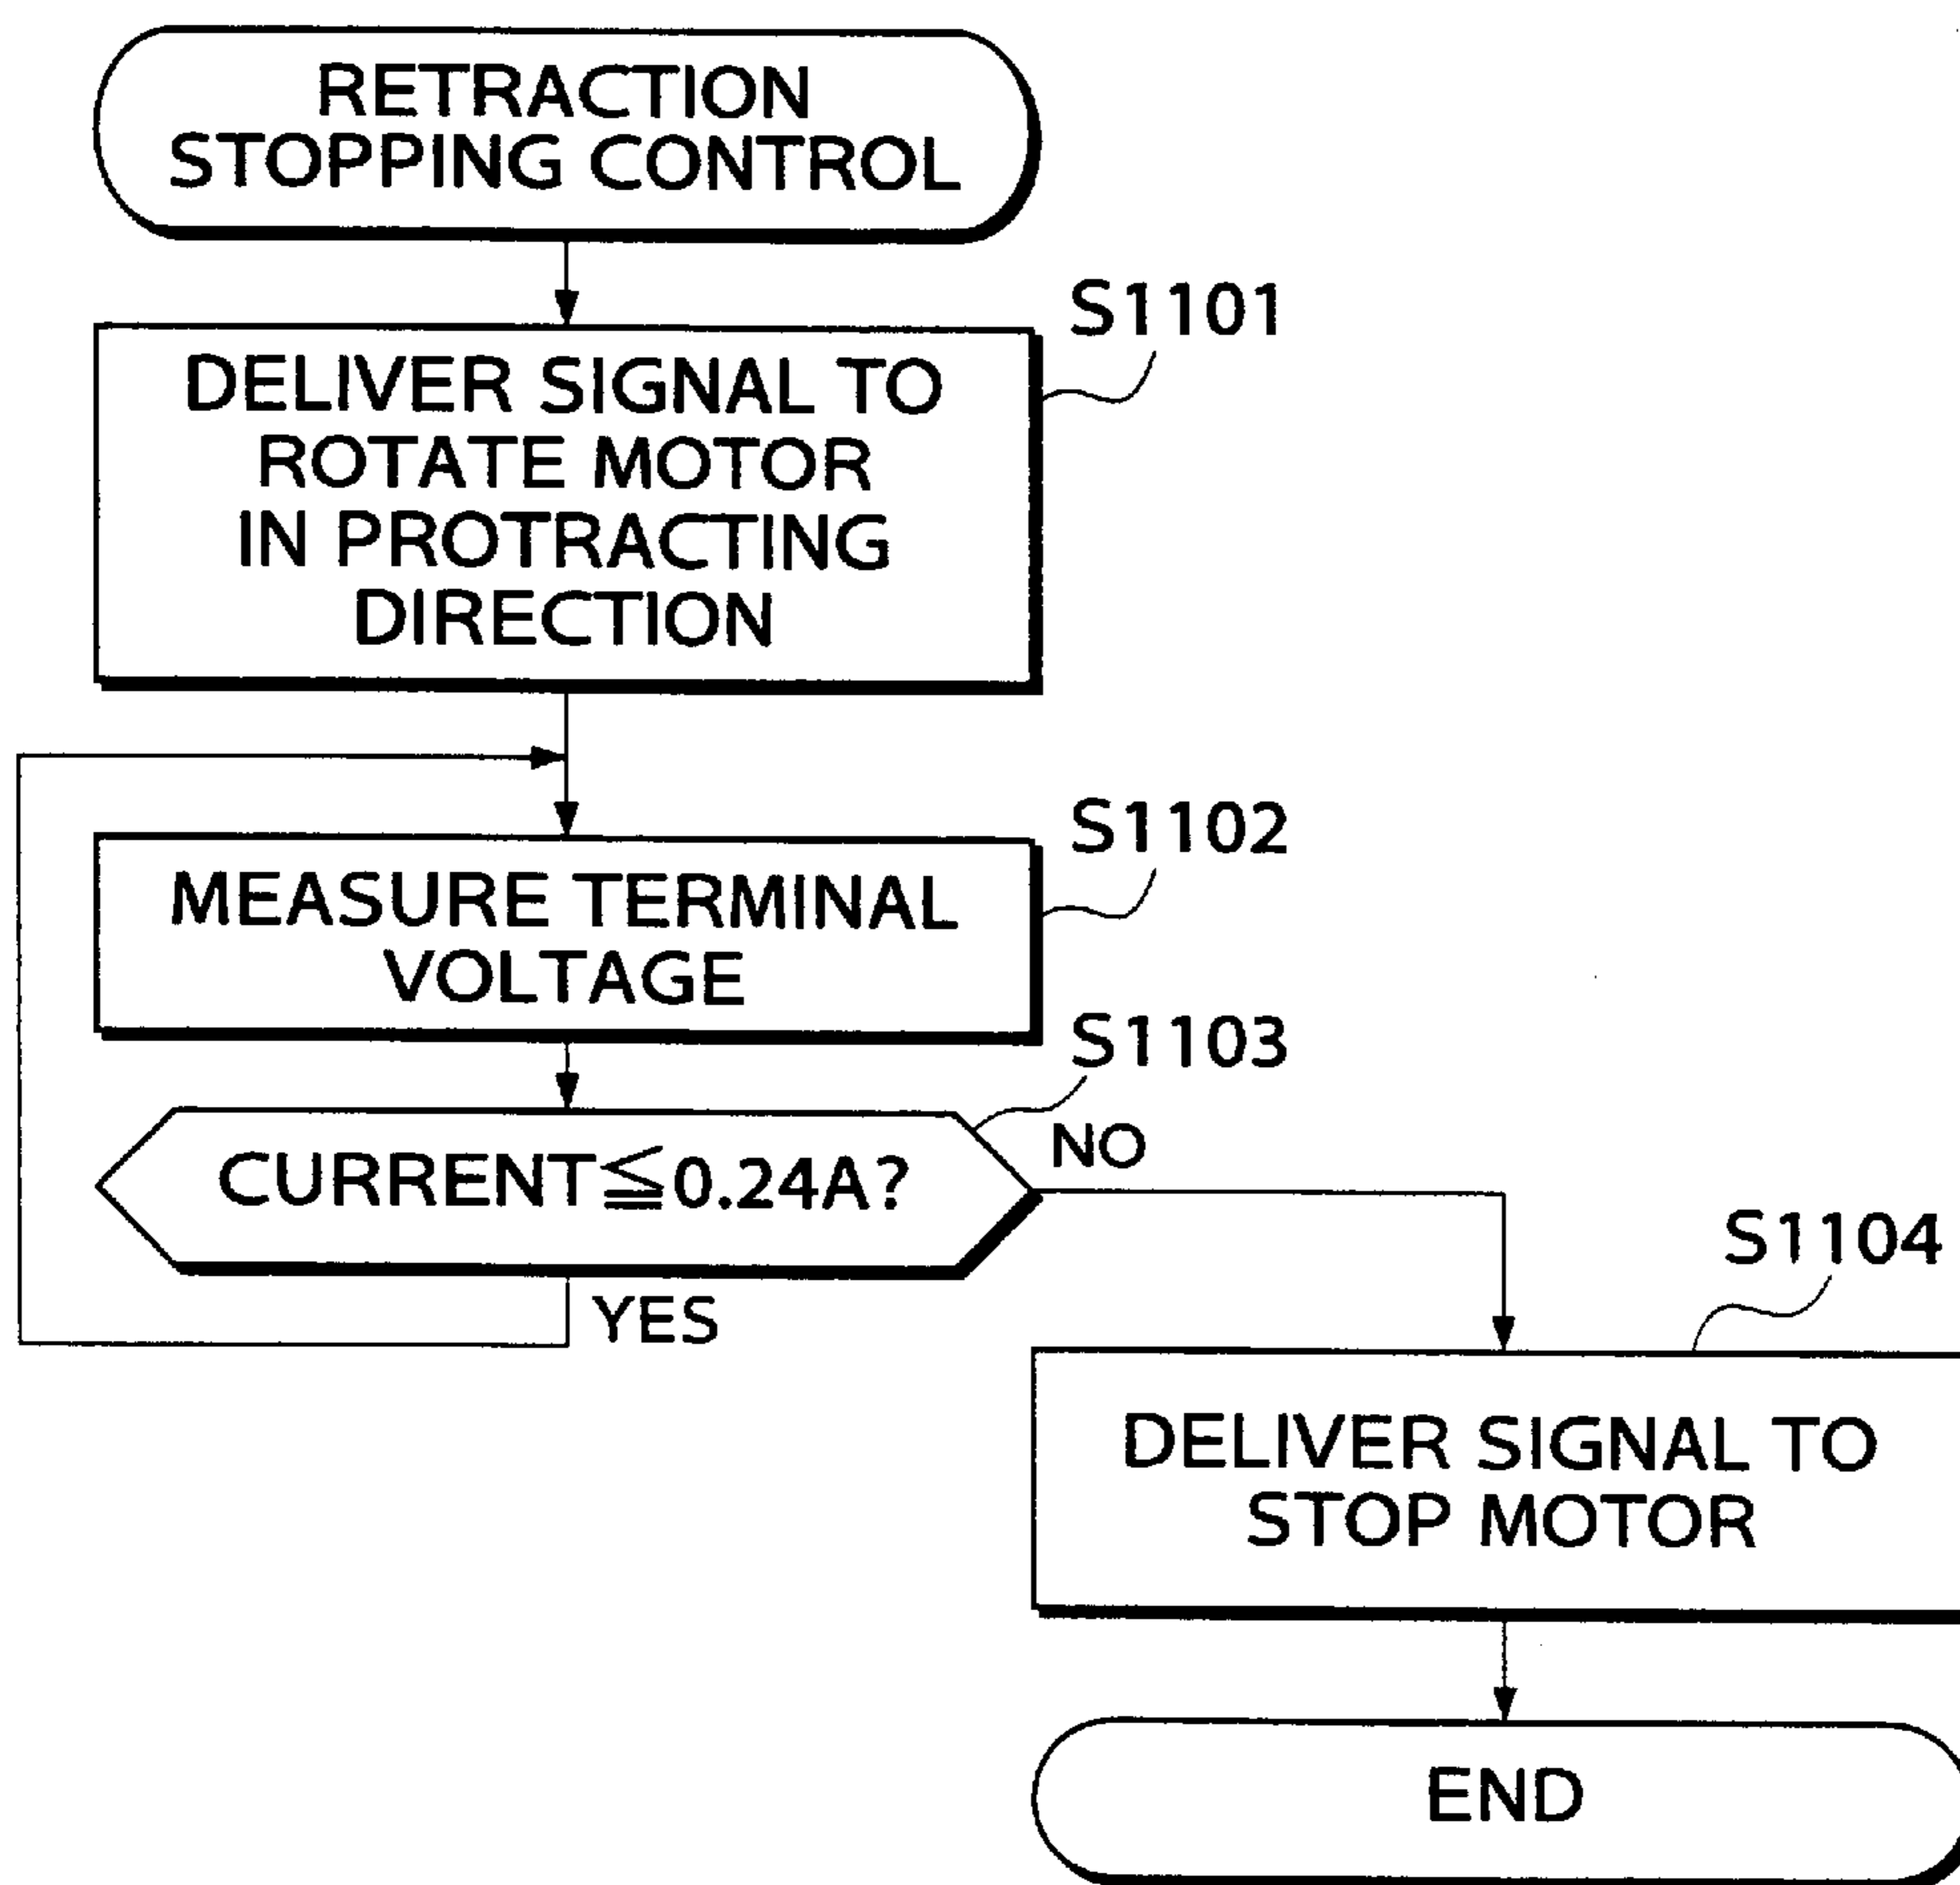 RETRACTION
STOPPING CONTROL
S1101
DELIVER SIGNAL TO
ROTATE MOTOR
IN PROTRACTING
DIRECTION
S1102
MEASURE TERMINAL
VOLTAGE
S1103
CURRENT≦0.24A?
NO
YES
S1104
DELIVER SIGNAL TO
STOP MOTOR
END